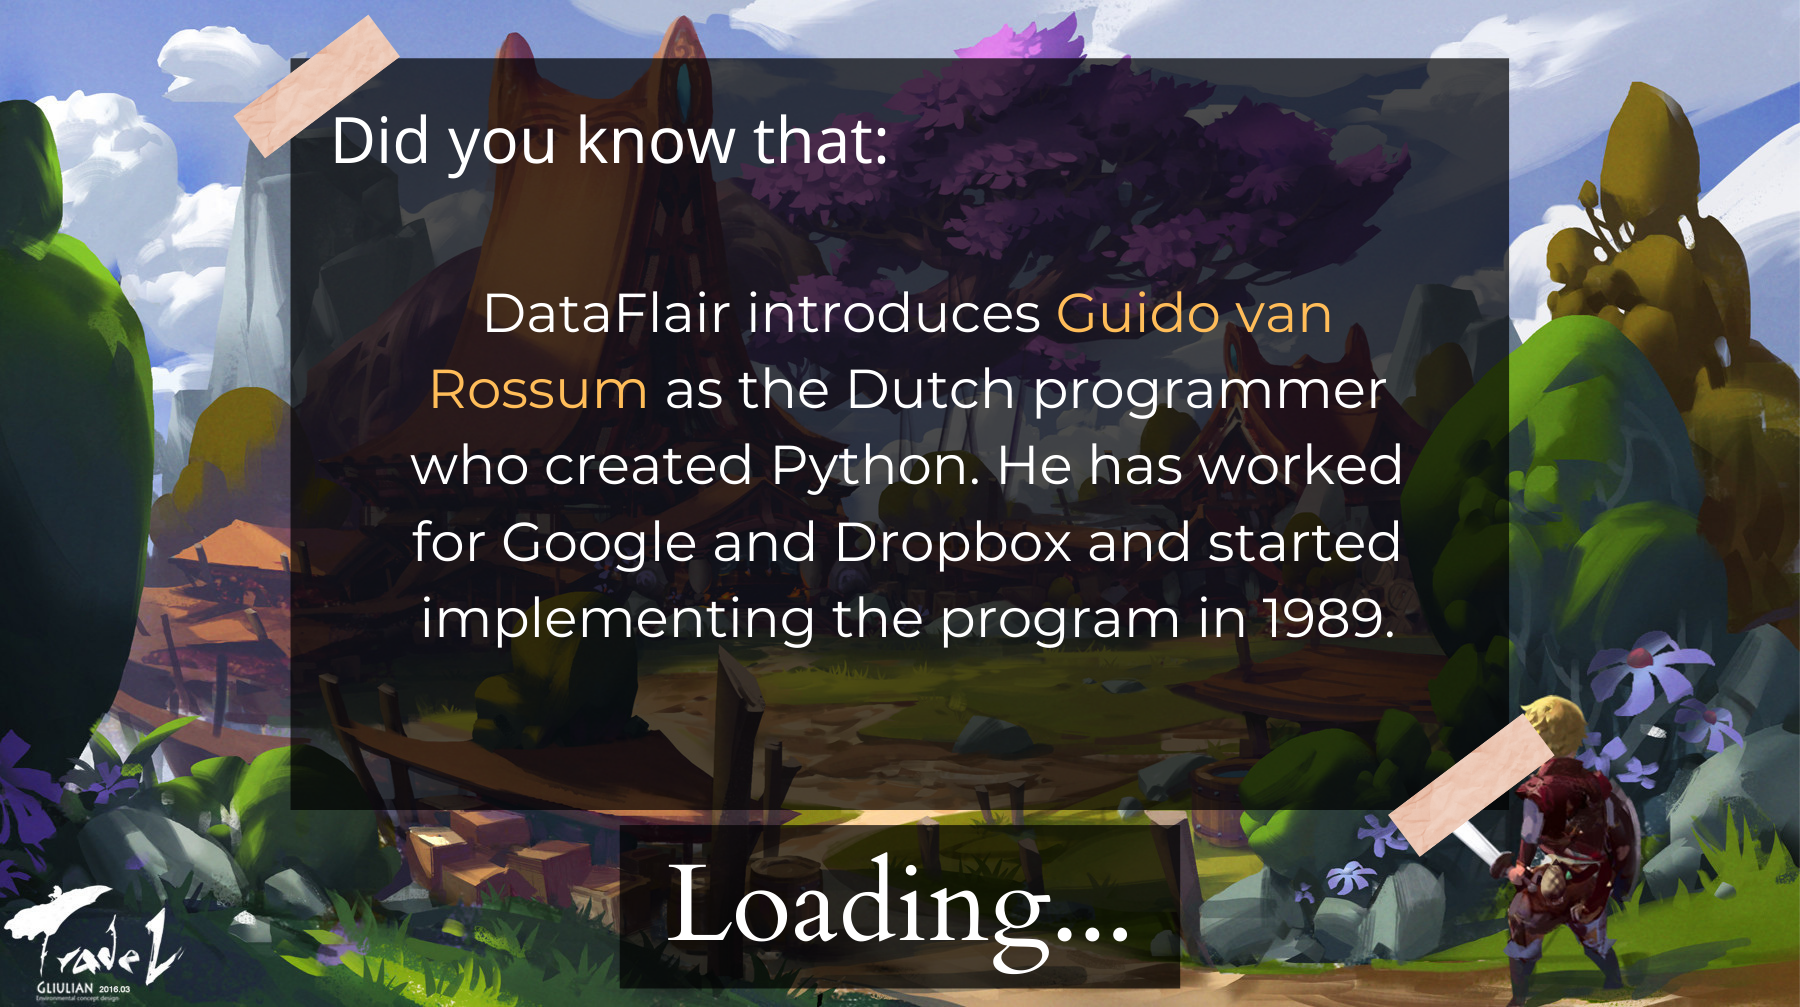 Did you know that:
DataFlair introduces Guido van
Rossum as the Dutch programmer
who created Python. He has worked
for Google and Dropbox and started
implementing the program in 1989.
Loading...
TradeZ
GLIULIAN 2016.03
Environmental concept design